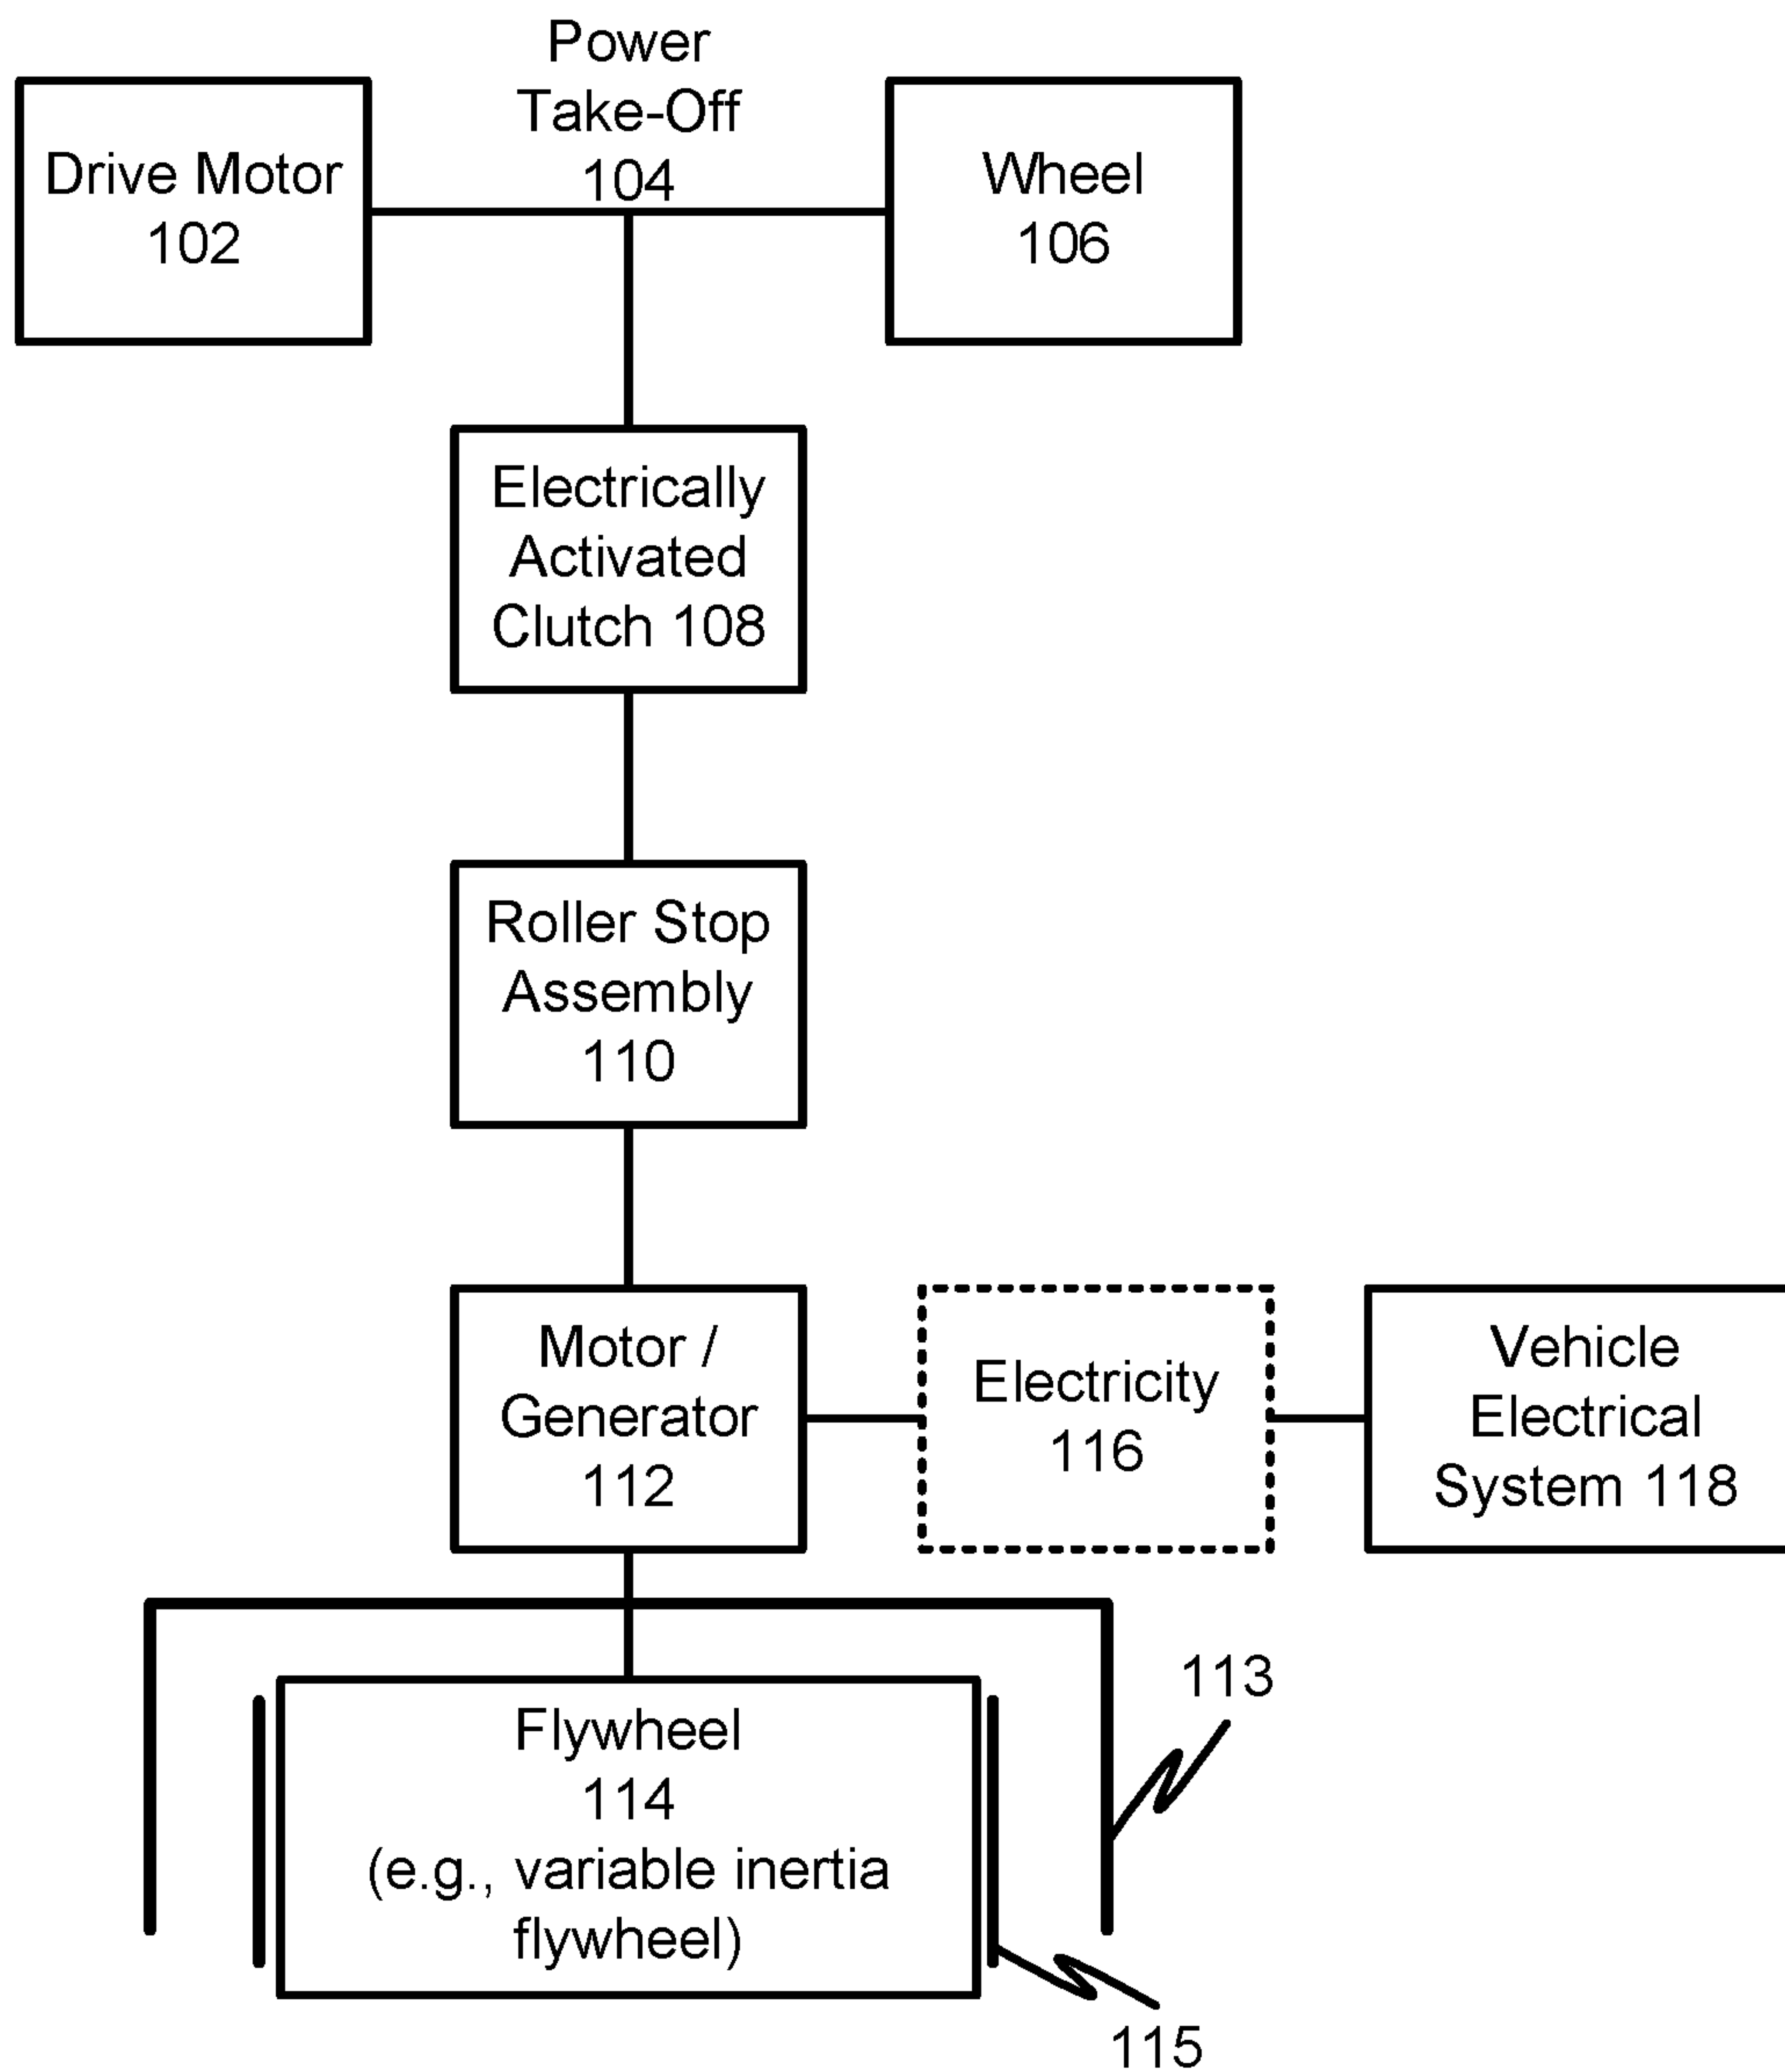 Power
Take-Off
104
Drive Motor
102
Wheel
106
Electrically
Activated
Clutch 108
Roller Stop
Assembly
110
Motor /
Generator
112
Electricity
116
Vehicle
Electrical
System 118
113
Flywheel
114
(e.g., variable inertia
flywheel)
115